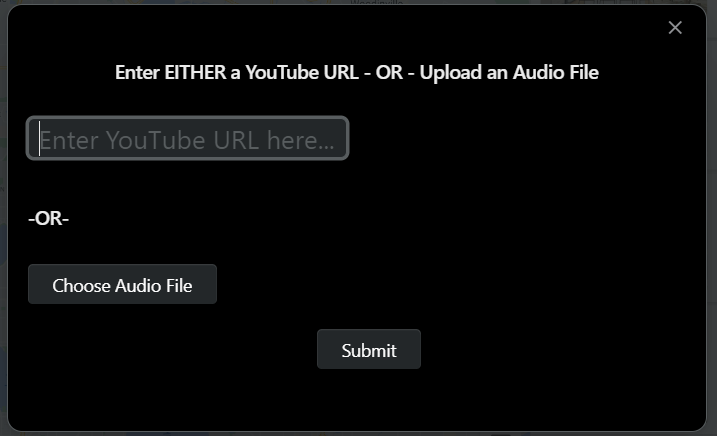 Enter EITHER a YouTube URL - OR - Upload an Audio File
Enter YouTube URL here...
-OR-
Choose Audio File
Submit